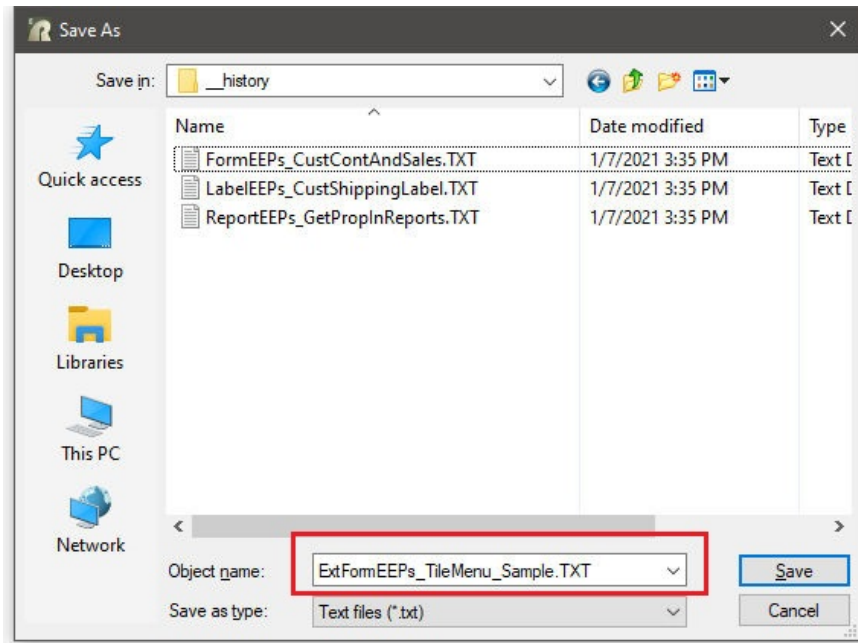 Save As
Save in: __history
Name Date modified Type
FormEEPs_CustContAndSales.TXT 1/7/2021 3:35 PM Text
LabelEEPs_CustShippingLabel.TXT 1/7/2021 3:35 PM Text
ReportEEPs_GetPropInReports.TXT 1/7/2021 3:35 PM Text
Quick access
Desktop
Libraries
This PC
Network
Object name: ExtFormEEPs_TileMenu_Sample.TXT Save
Save as type: Text files (*.txt) Cancel